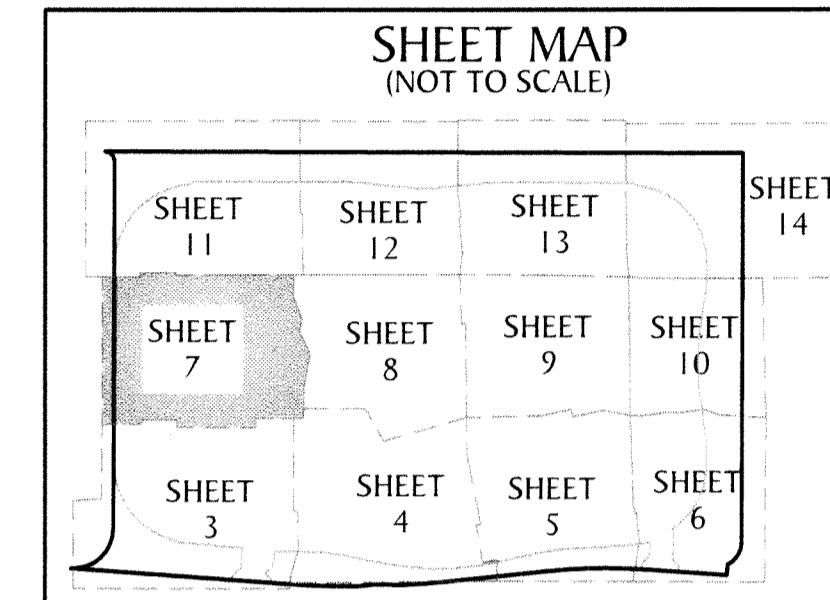 SHEET MAP
(NOT TO SCALE)
SHEET
11
SHEET
12
SHEET
13
SHEET
14
SHEET
7
SHEET
8
SHEET
9
SHEET
10
SHEET
3
SHEET
4
SHEET
5
SHEET
6